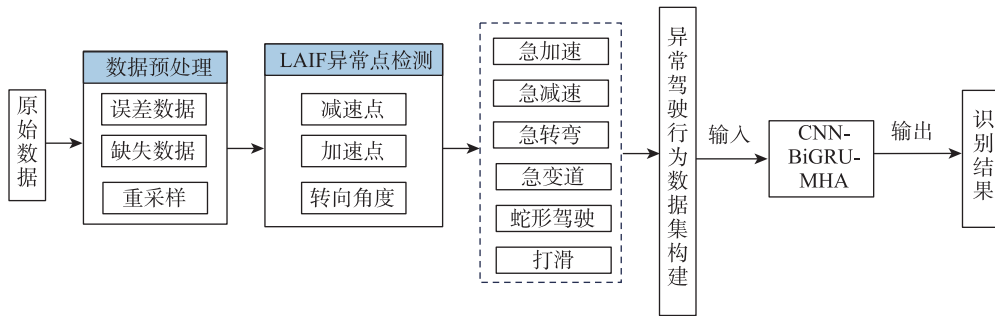 原始数据
数据预处理
误差数据
缺失数据
重采样
LAIF异常点检测
减速点
加速点
转向角度
急加速
急减速
急转弯
急变道
蛇形驾驶
打滑
异常驾驶行为数据集构建
输入
CNN-
BiGRU-
MHA
输出
识别结果